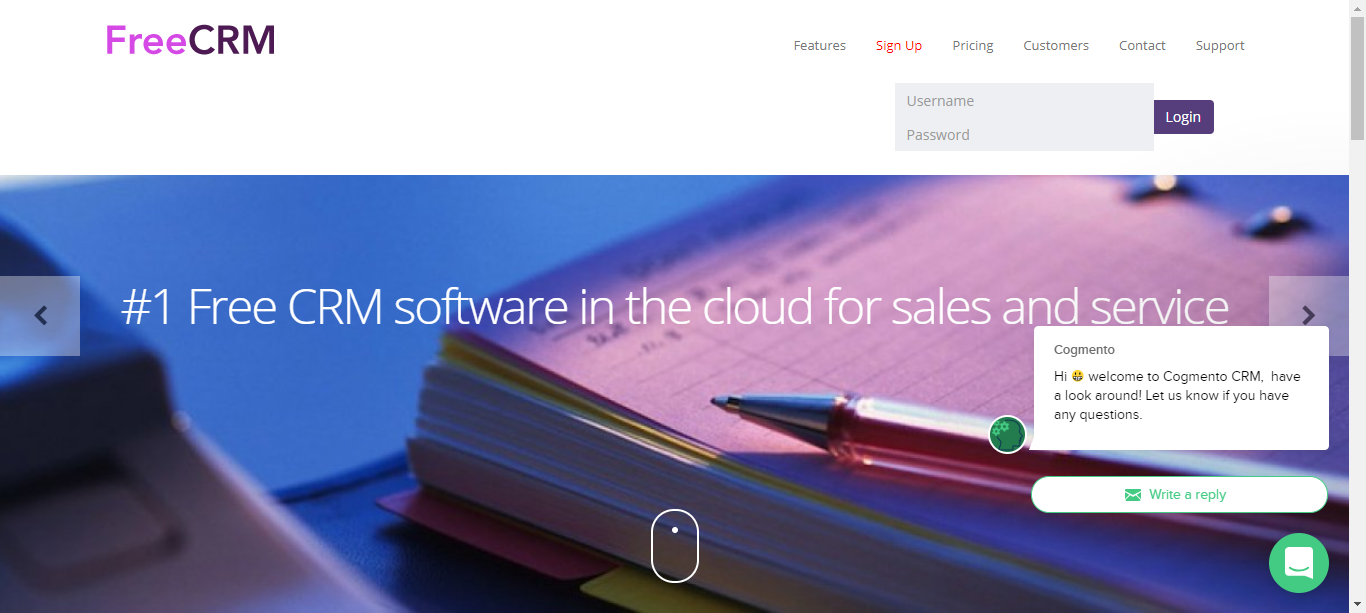 FreeCRM
Features Sign Up Pricing Customers Contact Support
Username
Login
Password
#1 Free CRM software in the cloud for sales and service
Cogmento
Hi 😀 welcome to Cogmento CRM, have
a look around! Let us know if you have
any questions.
Write a reply